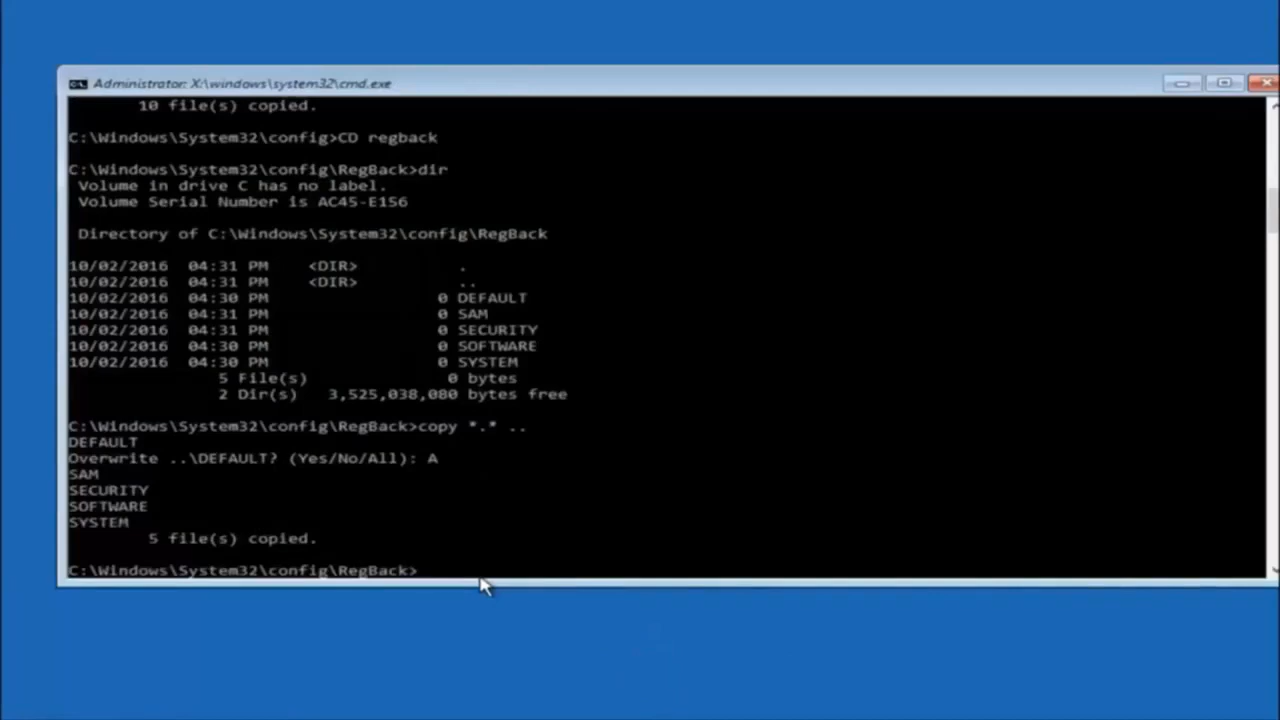 Administrator: X:\windows\system32\cmd.exe
10 file(s) copied.
C:\Windows\System32\config>CD regback
C:\Windows\System32\config\RegBack>dir
Volume in drive C has no label.
Volume Serial Number is AC45-E156
Directory of C:\Windows\System32\config\RegBack
10/02/2016 04:31 PM <DIR> .
10/02/2016 04:31 PM <DIR> ..
10/02/2016 04:30 PM 0 DEFAULT
10/02/2016 04:31 PM 0 SAM
10/02/2016 04:31 PM 0 SECURITY
10/02/2016 04:30 PM 0 SOFTWARE
10/02/2016 04:30 PM 0 SYSTEM
5 File(s) 0 bytes
2 Dir(s) 3,525,038,080 bytes free
C:\Windows\System32\config\RegBack>copy *.* ..
DEFAULT
Overwrite ..\DEFAULT? (Yes/No/All): A
SAM
SECURITY
SOFTWARE
SYSTEM
5 file(s) copied.
C:\Windows\System32\config\RegBack>